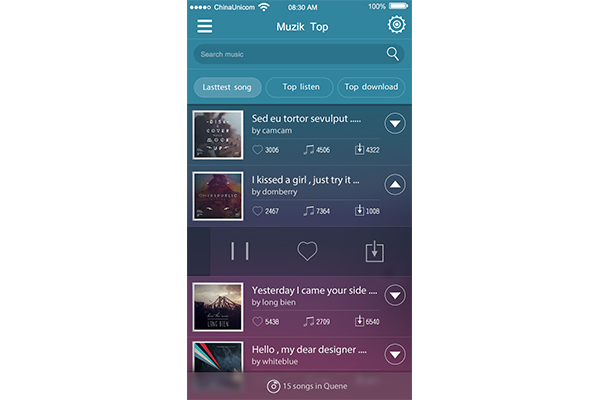 ChinaUnicom 08:30 AM 100%
Muzik Top
Search music
Lasttest song Top listen Top download
Sed eu tortor sevulput .....
by camcam
3006 4506 4322
I kissed a girl , just try it ...
by domberry
2467 7364 1008
Yesterday I came your side ....
by long bien
LONG BIEN
5438 2709 6540
Hello , my dear designer ....
by whiteblue
15 songs in Quene